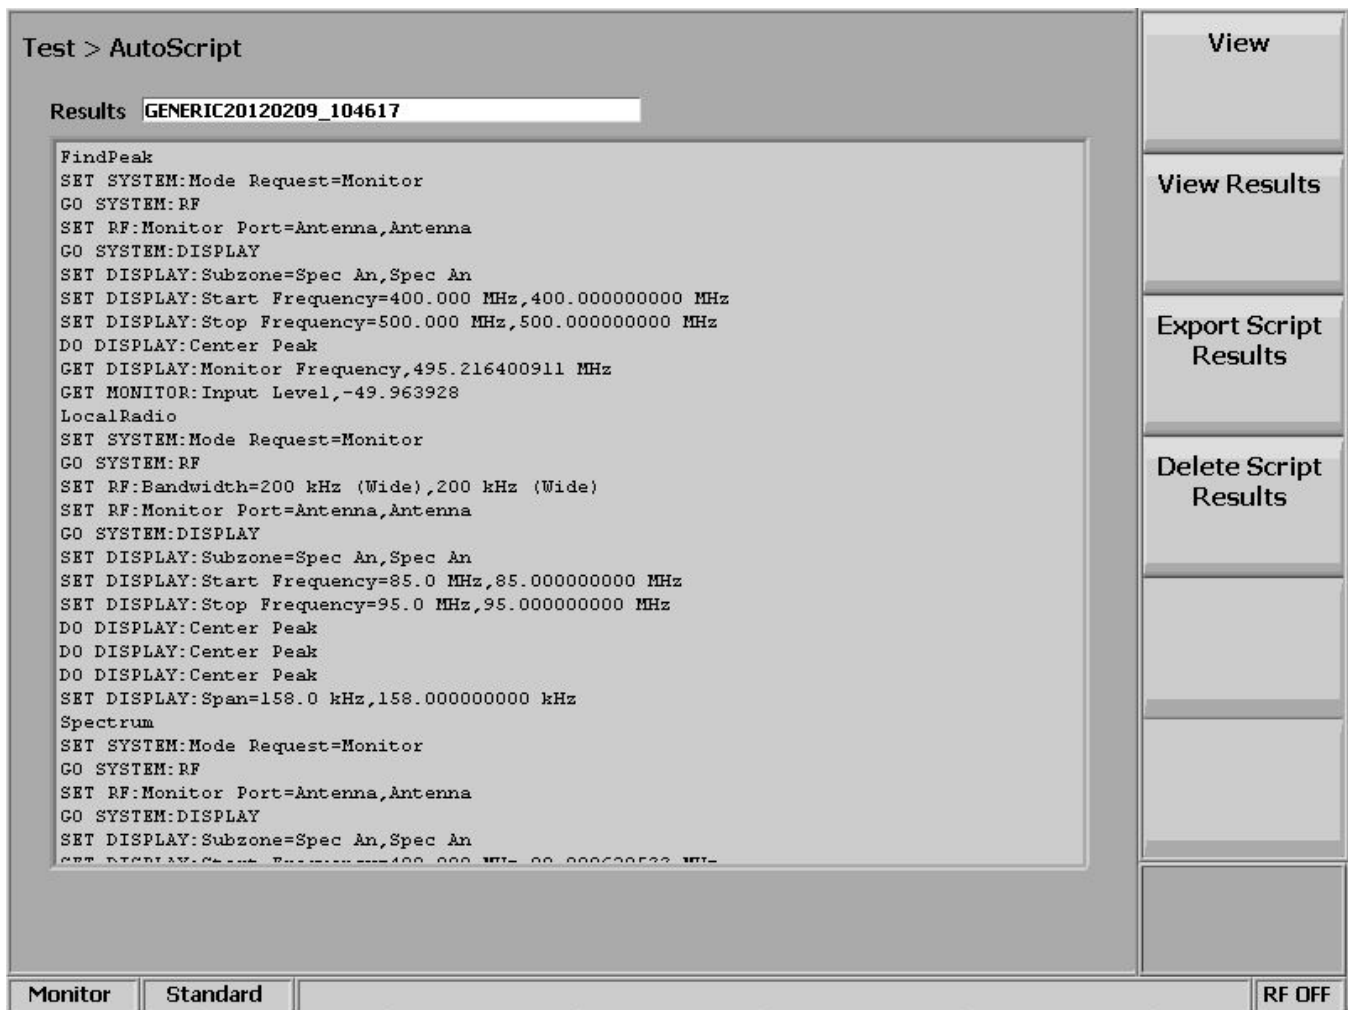 Test > AutoScript
Results GENERIC20120209_104617
FindPeak
SET SYSTEM:Mode Request=Monitor
GO SYSTEM:RF
SET RF:Monitor Port=Antenna,Antenna
GO SYSTEM:DISPLAY
SET DISPLAY:Subzone=Spec An,Spec An
SET DISPLAY:Start Frequency=400.000 MHz,400.000000000 MHz
SET DISPLAY:Stop Frequency=500.000 MHz,500.000000000 MHz
DO DISPLAY:Center Peak
GET DISPLAY:Monitor Frequency,495.216400911 MHz
GET MONITOR:Input Level,-49.963928
LocalRadio
SET SYSTEM:Mode Request=Monitor
GO SYSTEM:RF
SET RF:Bandwidth=200 kHz (Wide),200 kHz (Wide)
SET RF:Monitor Port=Antenna,Antenna
GO SYSTEM:DISPLAY
SET DISPLAY:Subzone=Spec An,Spec An
SET DISPLAY:Start Frequency=85.0 MHz,85.000000000 MHz
SET DISPLAY:Stop Frequency=95.0 MHz,95.000000000 MHz
DO DISPLAY:Center Peak
DO DISPLAY:Center Peak
DO DISPLAY:Center Peak
SET DISPLAY:Span=158.0 kHz,158.000000000 kHz
Spectrum
SET SYSTEM:Mode Request=Monitor
GO SYSTEM:RF
SET RF:Monitor Port=Antenna,Antenna
GO SYSTEM:DISPLAY
SET DISPLAY:Subzone=Spec An,Spec An
SET DISPLAY:Start
View
View Results
Export Script
Results
Delete Script
Results
Monitor
Standard
RF OFF